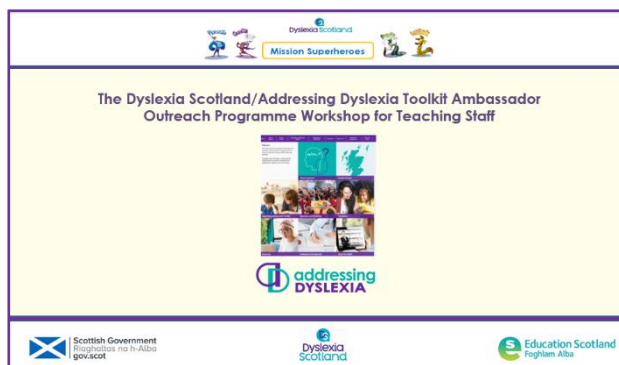 Dyslexia Scotland
Mission Superheroes
The Dyslexia Scotland/Addressing Dyslexia Toolkit Ambassador
Outreach Programme Workshop for Teaching Staff
addressing
DYSLEXIA
Scottish Government
Riaghaltas na h-Alba
gov.scot
Dyslexia
Scotland
Education Scotland
Foghlam Alba